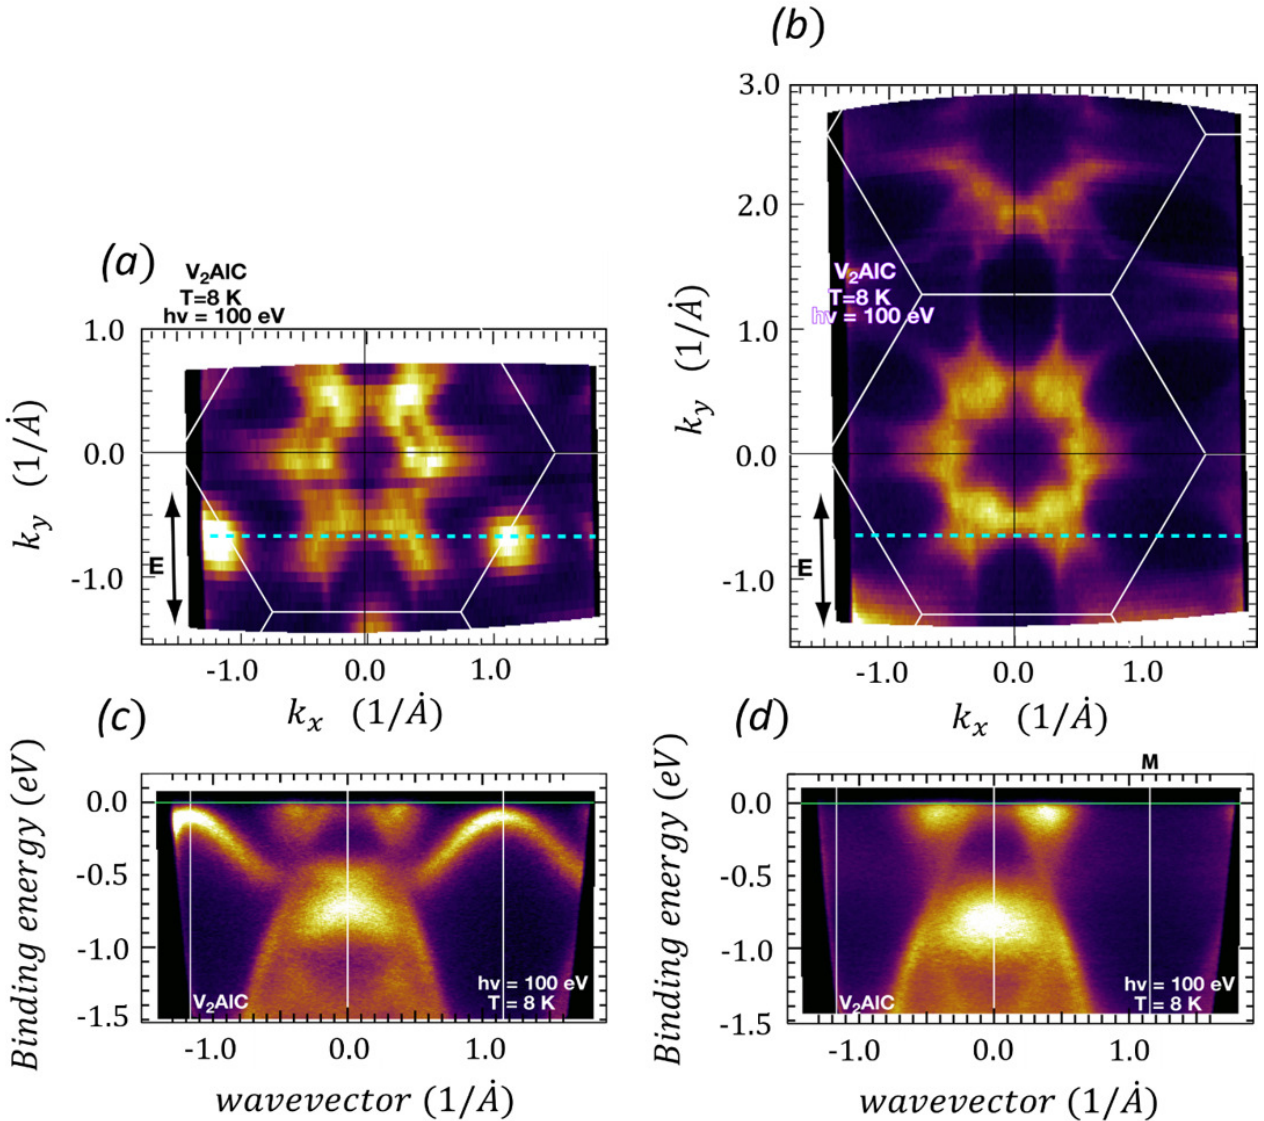 (b)
3.0
2.0
1.0
0.0
-1.0
k_y (1/Å)
V₂AlC
T=8 K
hν = 100 eV
E
-1.0 0.0 1.0
k_x (1/Å)
(a)
V₂AlC
T=8 K
hν = 100 eV
1.0
0.0
-1.0
k_y (1/Å)
E
-1.0 0.0 1.0
k_x (1/Å)
(c)
Binding energy (eV)
0.0
-0.5
-1.0
-1.5
hν = 100 eV
V₂AlC T = 8 K
-1.0 0.0 1.0
wavevector (1/Å)
(d)
M
Binding energy (eV)
0.0
-0.5
-1.0
-1.5
hν = 100 eV
V₂AlC T = 8 K
-1.0 0.0 1.0
wavevector (1/Å)